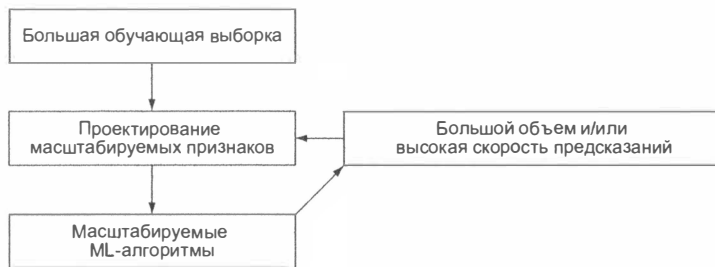 Большая обучающая выборка
Проектирование
масштабируемых признаков
Большой объем и/или
высокая скорость предсказаний
Масштабируемые
ML-алгоритмы